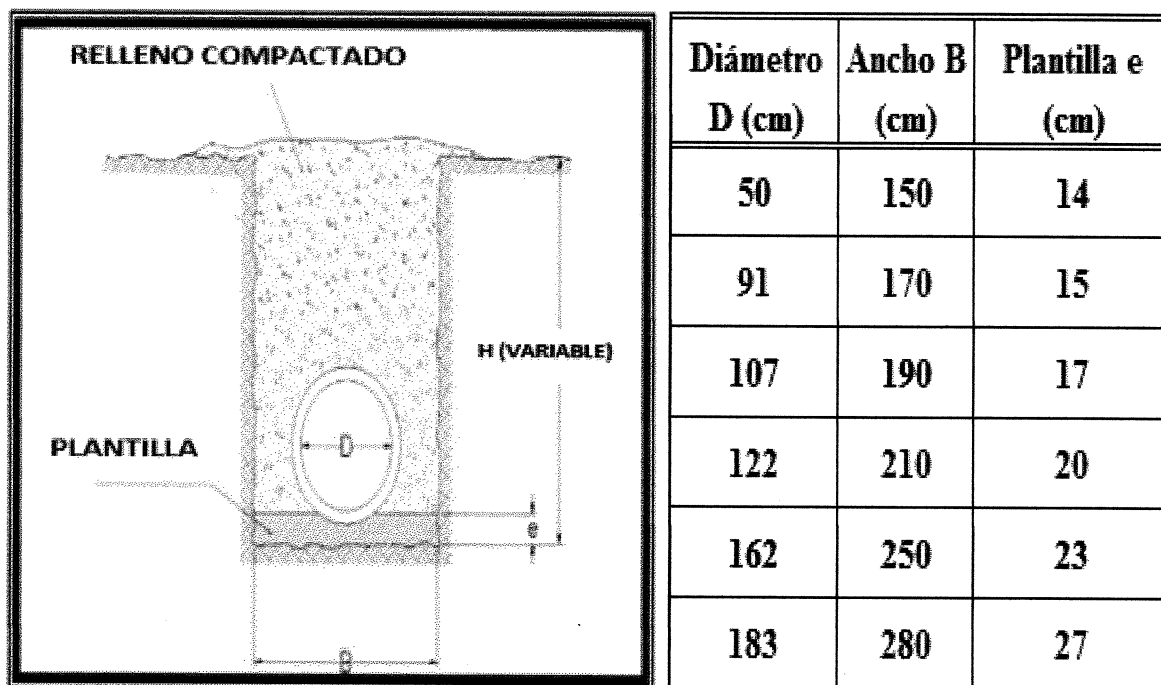 RELLENO COMPACTADO
H (VARIABLE)
D
PLANTILLA
e
B
Diámetro D (cm) Ancho B (cm) Plantilla e (cm)
50 150 14
91 170 15
107 190 17
122 210 20
162 250 23
183 280 27